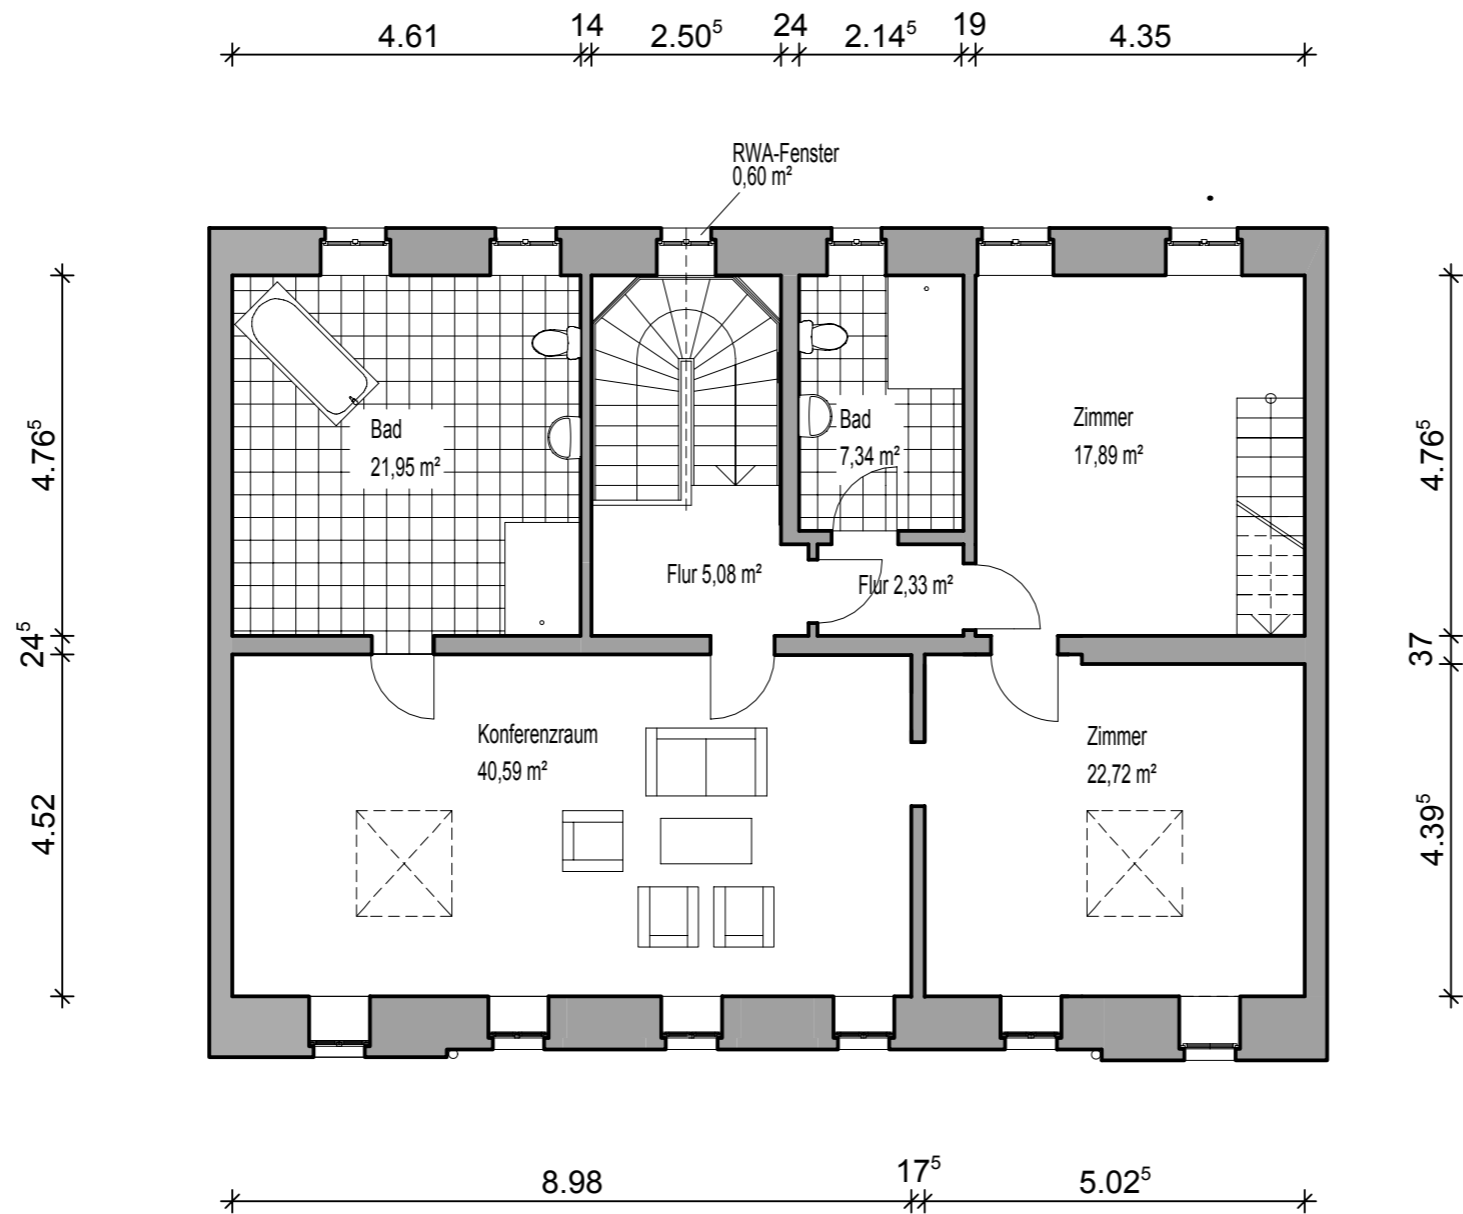 4.61 14 2.50⁵ 24 2.14⁵ 19 4.35
RWA-Fenster
0,60 m²
4.76⁵
24⁵
4.52
Bad
21,95 m²
Bad
7,34 m²
Zimmer
17,89 m²
Flur 5,08 m²
Flur 2,33 m²
Konferenzraum
40,59 m²
Zimmer
22,72 m²
4.76⁵
37
4.39⁵
8.98 17⁵ 5.02⁵